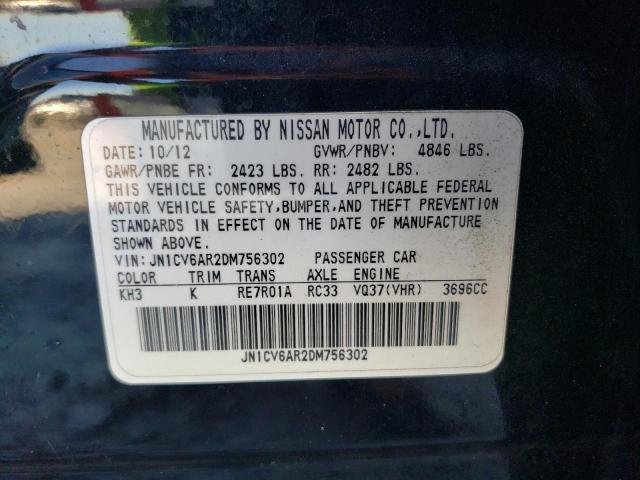 MANUFACTURED BY NISSAN MOTOR CO.,LTD.
DATE: 10/12 GVWR/PNBV: 4846 LBS.
GAWR/PNBE FR: 2423 LBS. RR: 2482 LBS.
THIS VEHICLE CONFORMS TO ALL APPLICABLE FEDERAL
MOTOR VEHICLE SAFETY,BUMPER,AND THEFT PREVENTION
STANDARDS IN EFFECT ON THE DATE OF MANUFACTURE
SHOWN ABOVE.
VIN: JN1CV6AR2DM756302 PASSENGER CAR
COLOR TRIM TRANS AXLE ENGINE
KH3 K RE7R01A RC33 VQ37(VHR) 3696CC
JN1CV6AR2DM756302